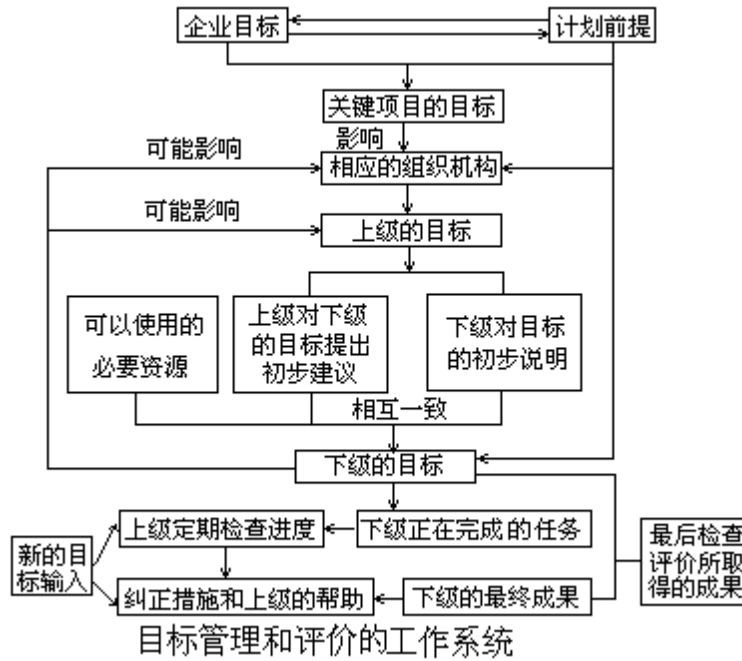 企业目标
计划前提
关键项目的目标
影响
可能影响
相应的组织机构
可能影响
上级的目标
可以使用的
必要资源
上级对下级
的目标提出
初步建议
下级对目标
的初步说明
相互一致
下级的目标
上级定期检查进度
下级正在完成的任务
新的目
标输入
最后检查
评价所取
得的成果
纠正措施和上级的帮助
下级的最终成果
目标管理和评价的工作系统